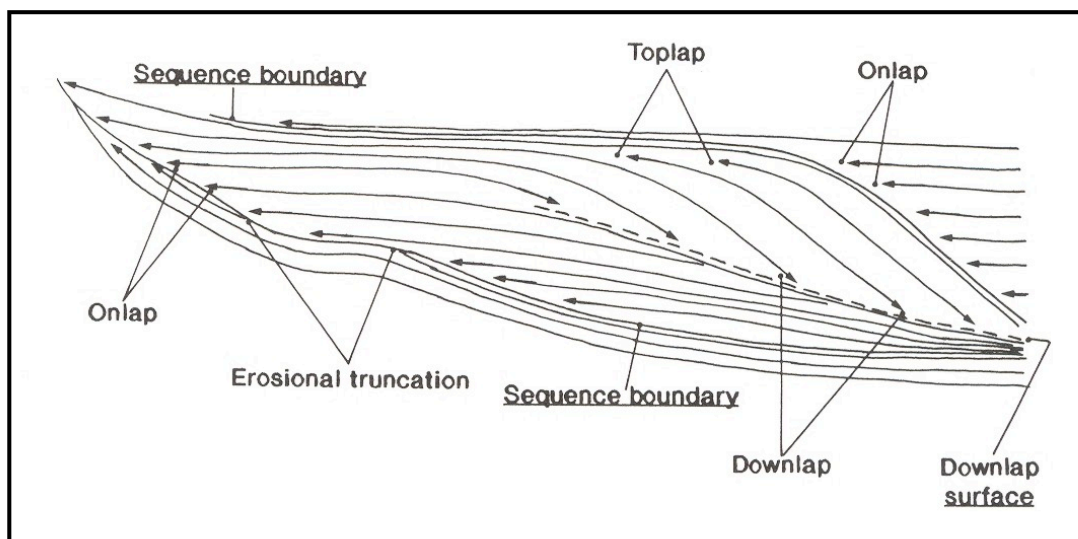 Toplap
Sequence boundary
Onlap
Onlap
Erosional truncation
Sequence boundary
Downlap
Downlap
surface